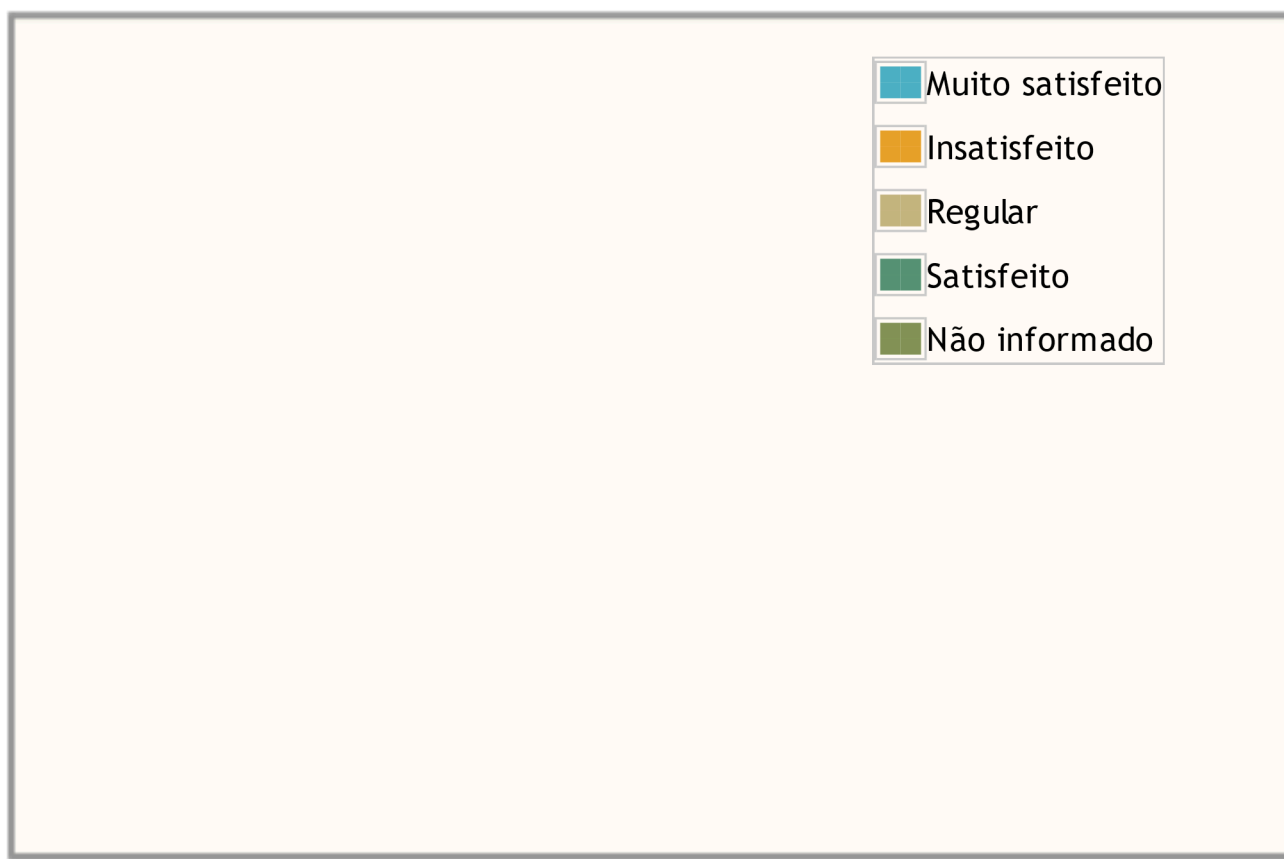 Muito satisfeito
Insatisfeito
Regular
Satisfeito
Não informado